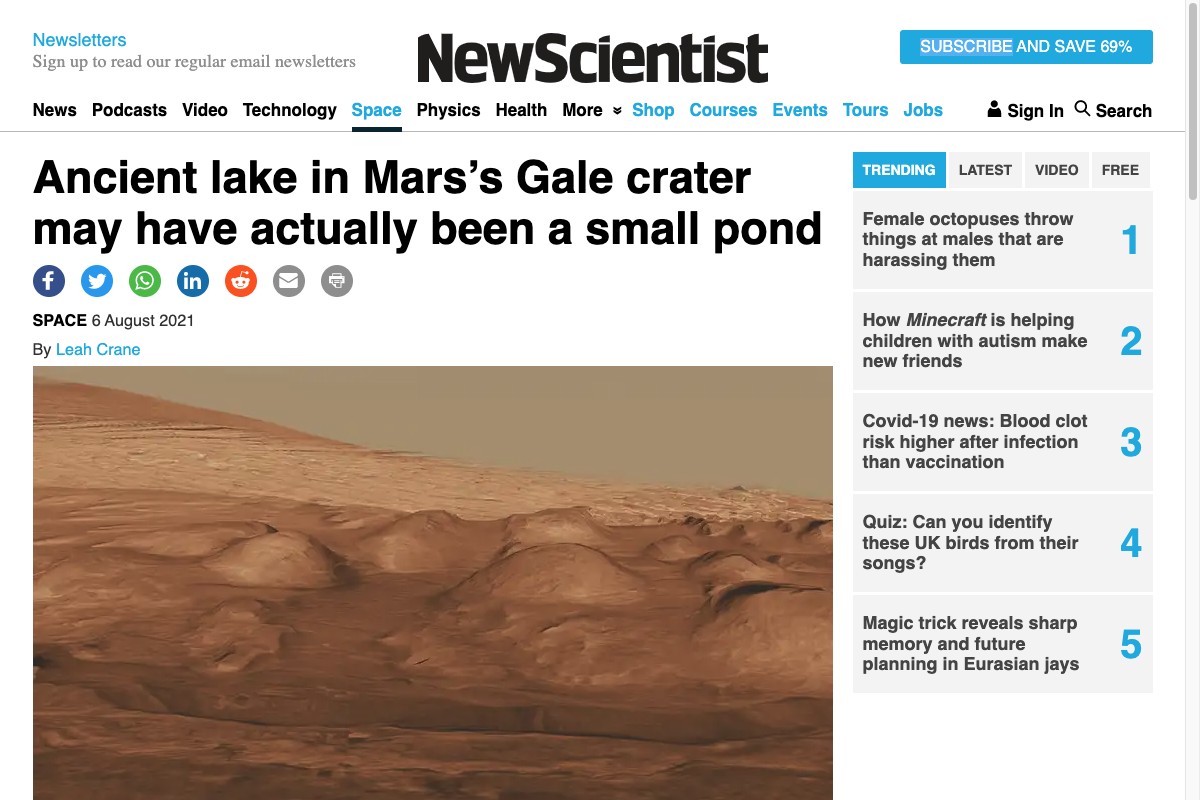 Newsletters
Sign up to read our regular email newsletters
NewScientist
SUBSCRIBE AND SAVE 69%
News Podcasts Video Technology Space Physics Health More Shop Courses Events Tours Jobs Sign In Search
Ancient lake in Mars’s Gale crater
may have actually been a small pond
SPACE 6 August 2021
By Leah Crane
TRENDING LATEST VIDEO FREE
Female octopuses throw
things at males that are
harassing them
1
How Minecraft is helping
children with autism make
new friends
2
Covid-19 news: Blood clot
risk higher after infection
than vaccination
3
Quiz: Can you identify
these UK birds from their
songs?
4
Magic trick reveals sharp
memory and future
planning in Eurasian jays
5